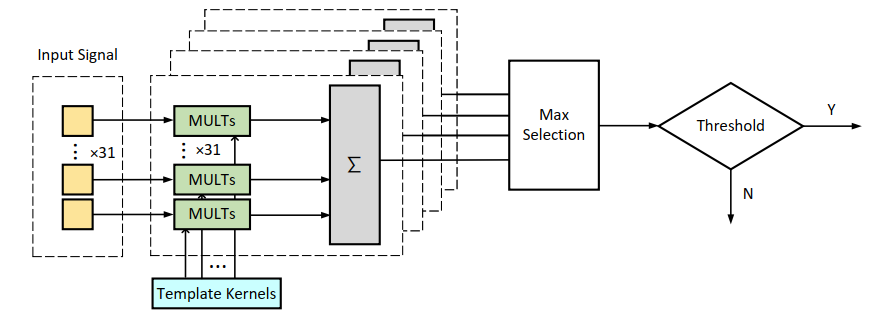 Input Signal
⋮ ×31
MULTs
⋮ ×31
MULTs
MULTs
Σ
...
Template Kernels
Max
Selection
Threshold
Y
N